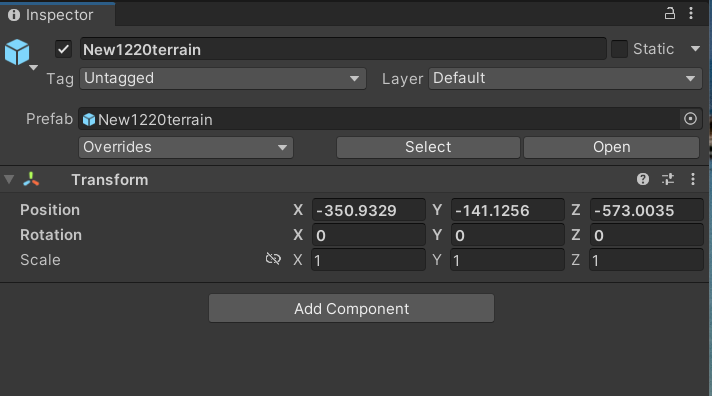 Inspector
New1220terrain Static
Tag Untagged Layer Default
Prefab New1220terrain
Overrides Select Open
Transform
Position X -350.9329 Y -141.1256 Z -573.0035
Rotation X 0 Y 0 Z 0
Scale X 1 Y 1 Z 1
Add Component